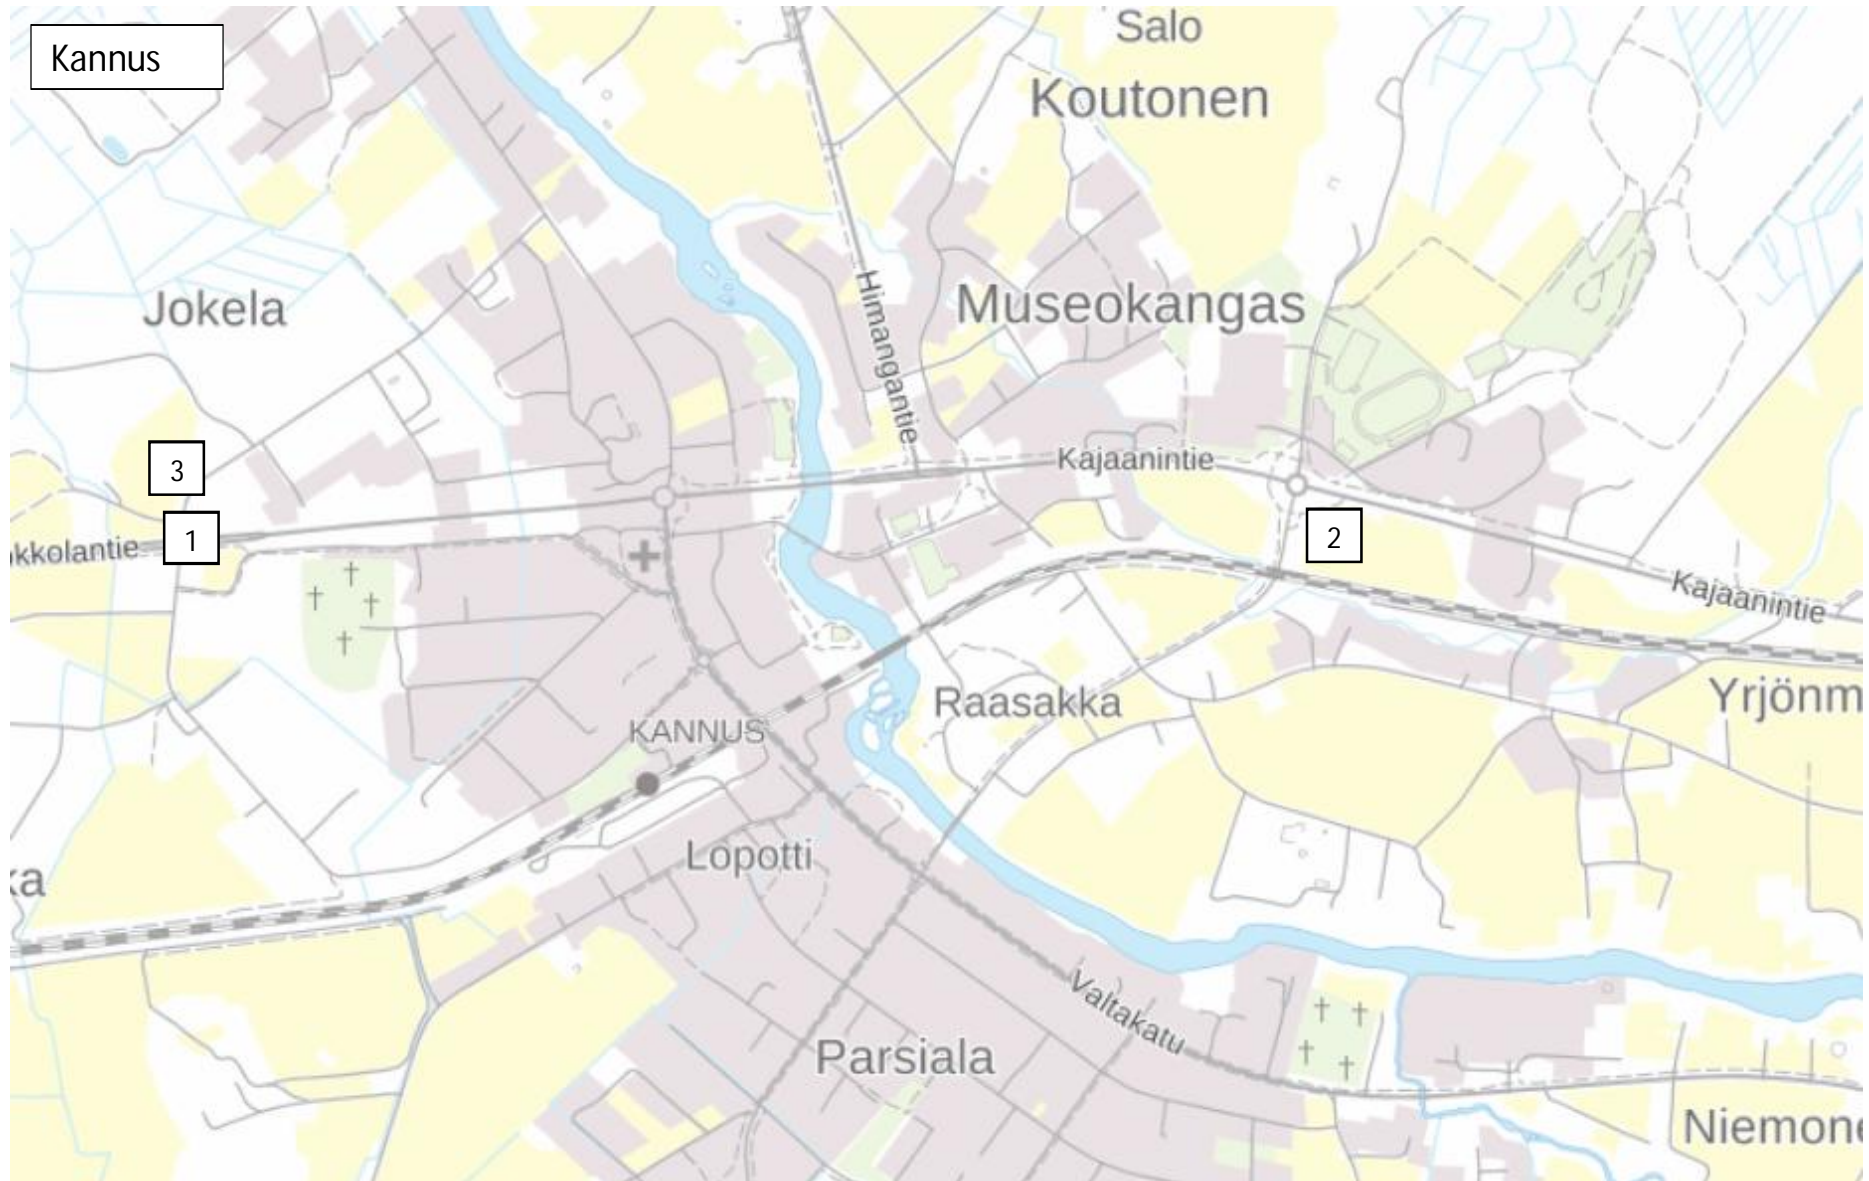 Kannus
Salo
Koutonen
Jokela
Himangantie
Museokangas
3
Kajaanintie
1
kkolantie
2
Kajaanintie
KANNUS
Raasakka
Yrjönm
Lopotti
ka
Valtakatu
Parsiala
Niemone